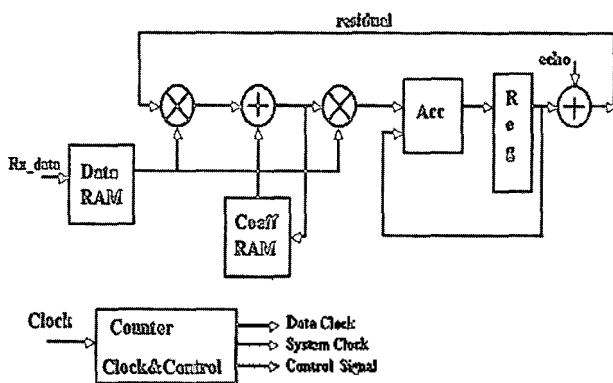 residual
echo
Acc
R
e
g
Rx_data
Data
RAM
Coeff
RAM
Clock
Counter
Clock&Control
Data Clock
System Clock
Control Signal